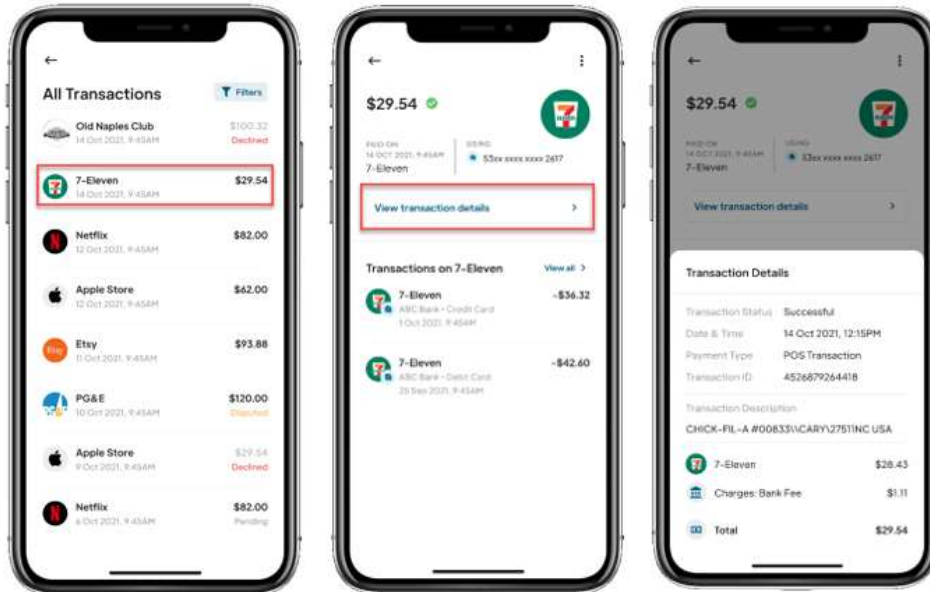 All Transactions
Filters
Old Naples Club
$100.32
14 Oct 2021, 9:45AM
Declined
7-Eleven
$29.54
14 Oct 2021, 9:45AM
Netflix
$82.00
12 Oct 2021, 9:45AM
Apple Store
$62.00
12 Oct 2021, 9:45AM
Etsy
$93.88
11 Oct 2021, 9:45AM
PG&E
$120.00
10 Oct 2021, 9:45AM
Disputed
Apple Store
$29.54
9 Oct 2021, 9:45AM
Declined
Netflix
$82.00
6 Oct 2021, 9:45AM
Pending
$29.54
PAID ON
14 OCT 2021, 9:45AM
7-Eleven
USING
53xx xxxx xxxx 2617
View transaction details
Transactions on 7-Eleven
View all
7-Eleven
-$36.32
ABC Bank • Credit Card
1 Oct 2021, 9:45AM
7-Eleven
-$42.60
ABC Bank • Debit Card
25 Sep 2021, 9:45AM
$29.54
PAID ON
14 OCT 2021, 9:45AM
7-Eleven
USING
53xx xxxx xxxx 2617
View transaction details
Transaction Details
Transaction Status Successful
Date & Time 14 Oct 2021, 12:15PM
Payment Type POS Transaction
Transaction ID 4526879264418
Transaction Description
CHICK-FIL-A #00833\\CARY\27511NC USA
7-Eleven $28.43
Charges: Bank Fee $1.11
Total $29.54